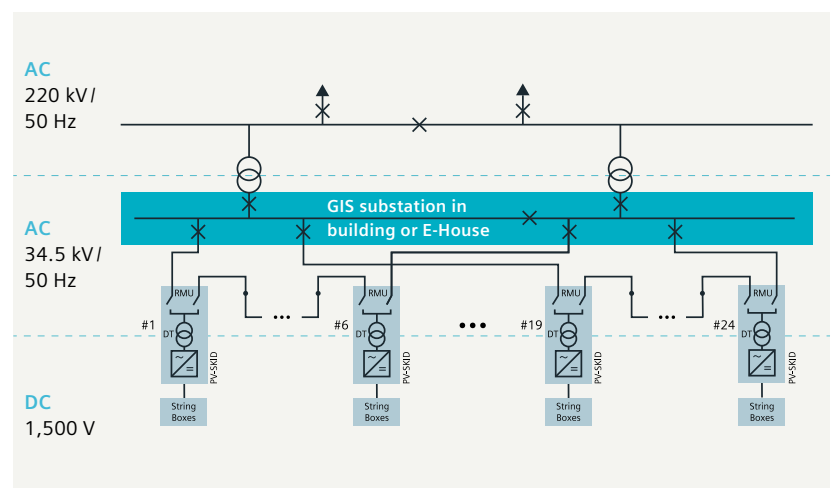 AC
220 kV/
50 Hz
GIS substation in
building or E-House
AC
34.5 kV/
50 Hz
RMU
RMU
RMU
RMU
#1
DT
PV-SKID
#6
DT
PV-SKID
•••
•••
•••
#19
DT
PV-SKID
#24
DT
PV-SKID
DC
1,500 V
String
Boxes
String
Boxes
String
Boxes
String
Boxes